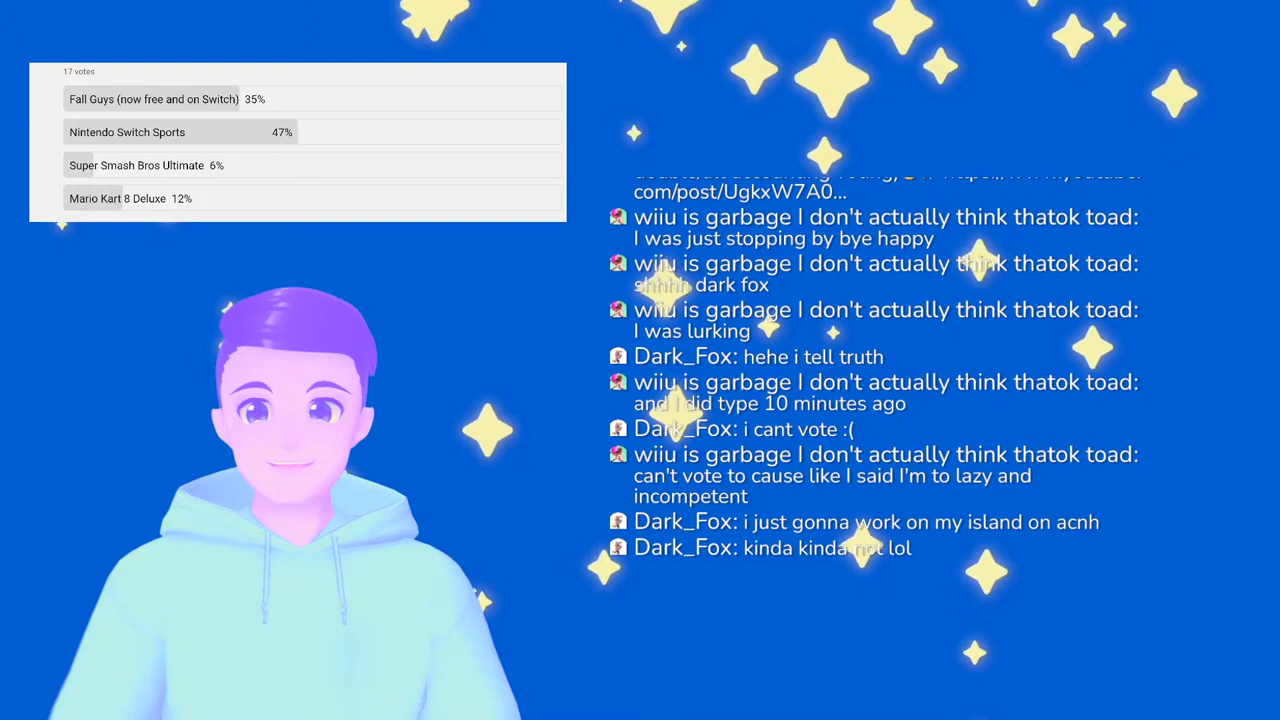 17 votes
Fall Guys (now free and on Switch) 35%
Nintendo Switch Sports 47%
Super Smash Bros Ultimate 6%
Mario Kart 8 Deluxe 12%
com/post/UgkxW7A0...
wiiu is garbage I don't actually think thatok toad:
I was just stopping by bye happy
wiiu is garbage I don't actually think thatok toad:
shhhh dark fox
wiiu is garbage I don't actually think thatok toad:
I was lurking
Dark_Fox: hehe i tell truth
wiiu is garbage I don't actually think thatok toad:
and I did type 10 minutes ago
Dark_Fox: i cant vote :(
wiiu is garbage I don't actually think thatok toad:
can't vote to cause like I said I'm to lazy and
incompetent
Dark_Fox: i just gonna work on my island on acnh
Dark_Fox: kinda kinda not lol